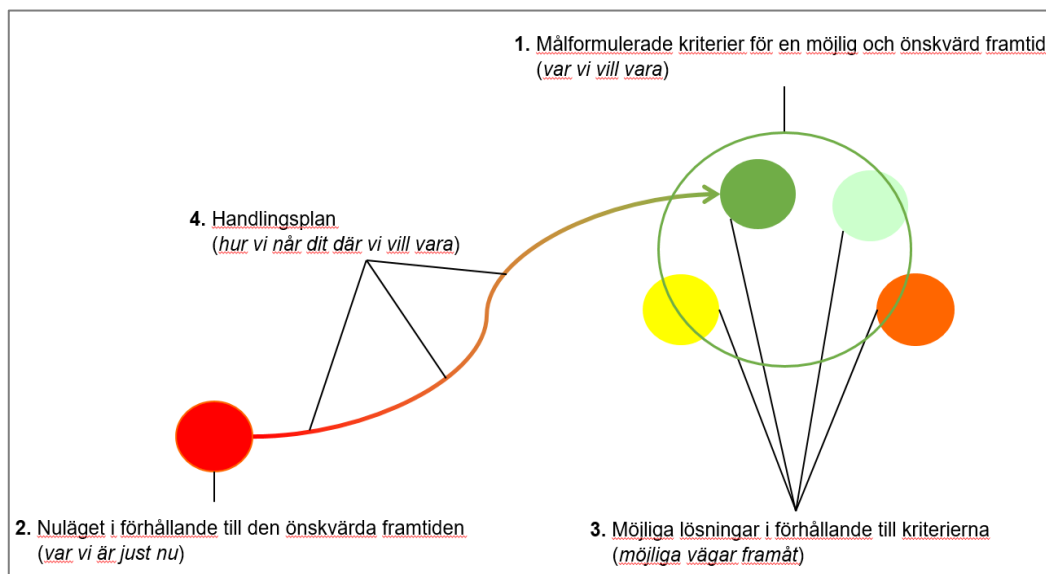 1. Målformulerade kriterier för en möjlig och önskvärd framtid
(var vi vill vara)
4. Handlingsplan
(hur vi når dit där vi vill vara)
2. Nuläget i förhållande till den önskvärda framtiden
(var vi är just nu)
3. Möjliga lösningar i förhållande till kriterierna
(möjliga vägar framåt)